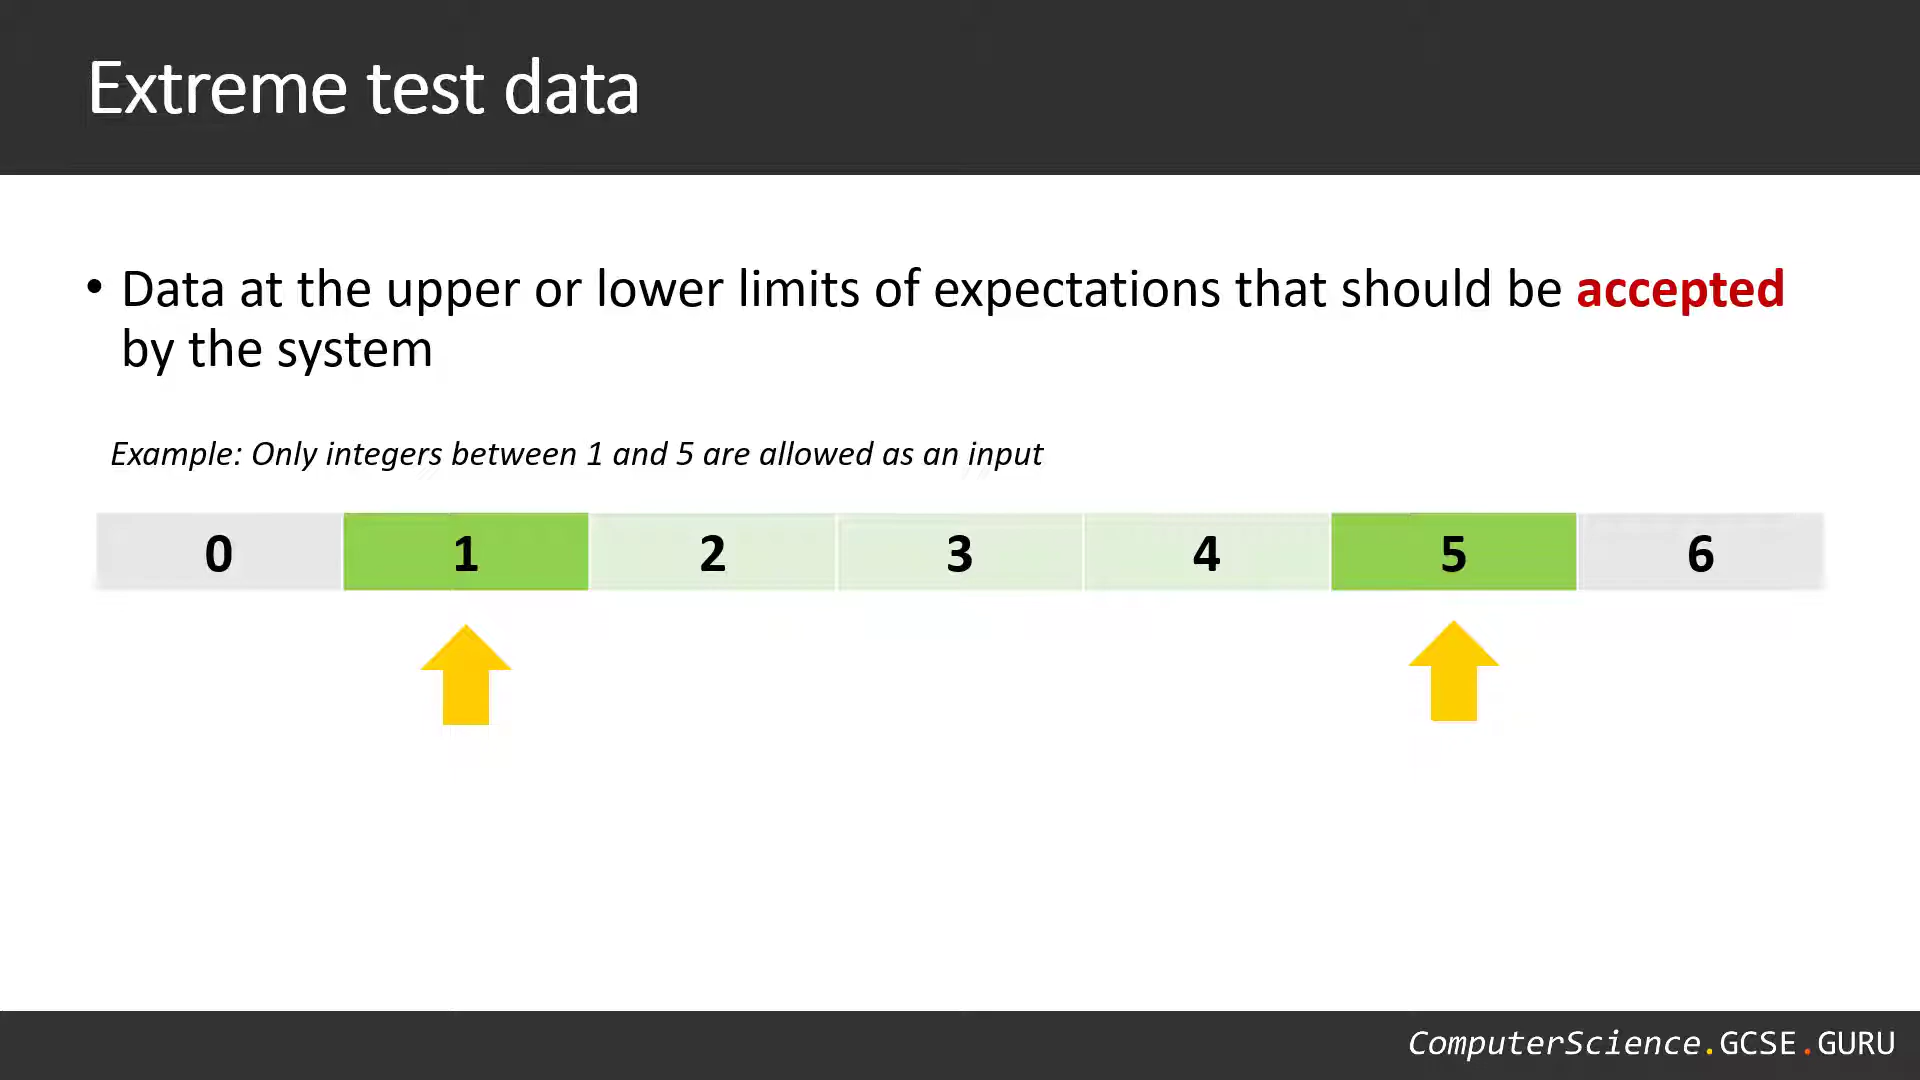 Extreme test data
• Data at the upper or lower limits of expectations that should be accepted
by the system
Example: Only integers between 1 and 5 are allowed as an input
0 1 2 3 4 5 6
ComputerScience.GCSE.GURU